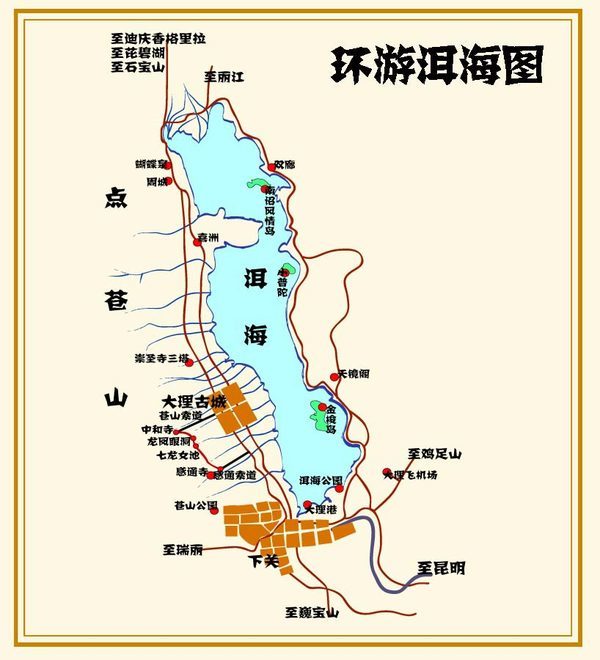 环游洱海图
至迪庆香格里拉
至花碧湖
至石宝山
至丽江
蝴蝶泉
周城
双廊
南诏风情岛
点苍山
喜洲
小普陀
洱海
崇圣寺三塔
天镜阁
大理古城
苍山索道
中和寺
龙凤眼洞
七龙女池
感通寺
感通索道
金梭岛
至鸡足山
大理飞机场
洱海公园
大理港
苍山公园
至瑞丽
下关
至昆明
至巍宝山